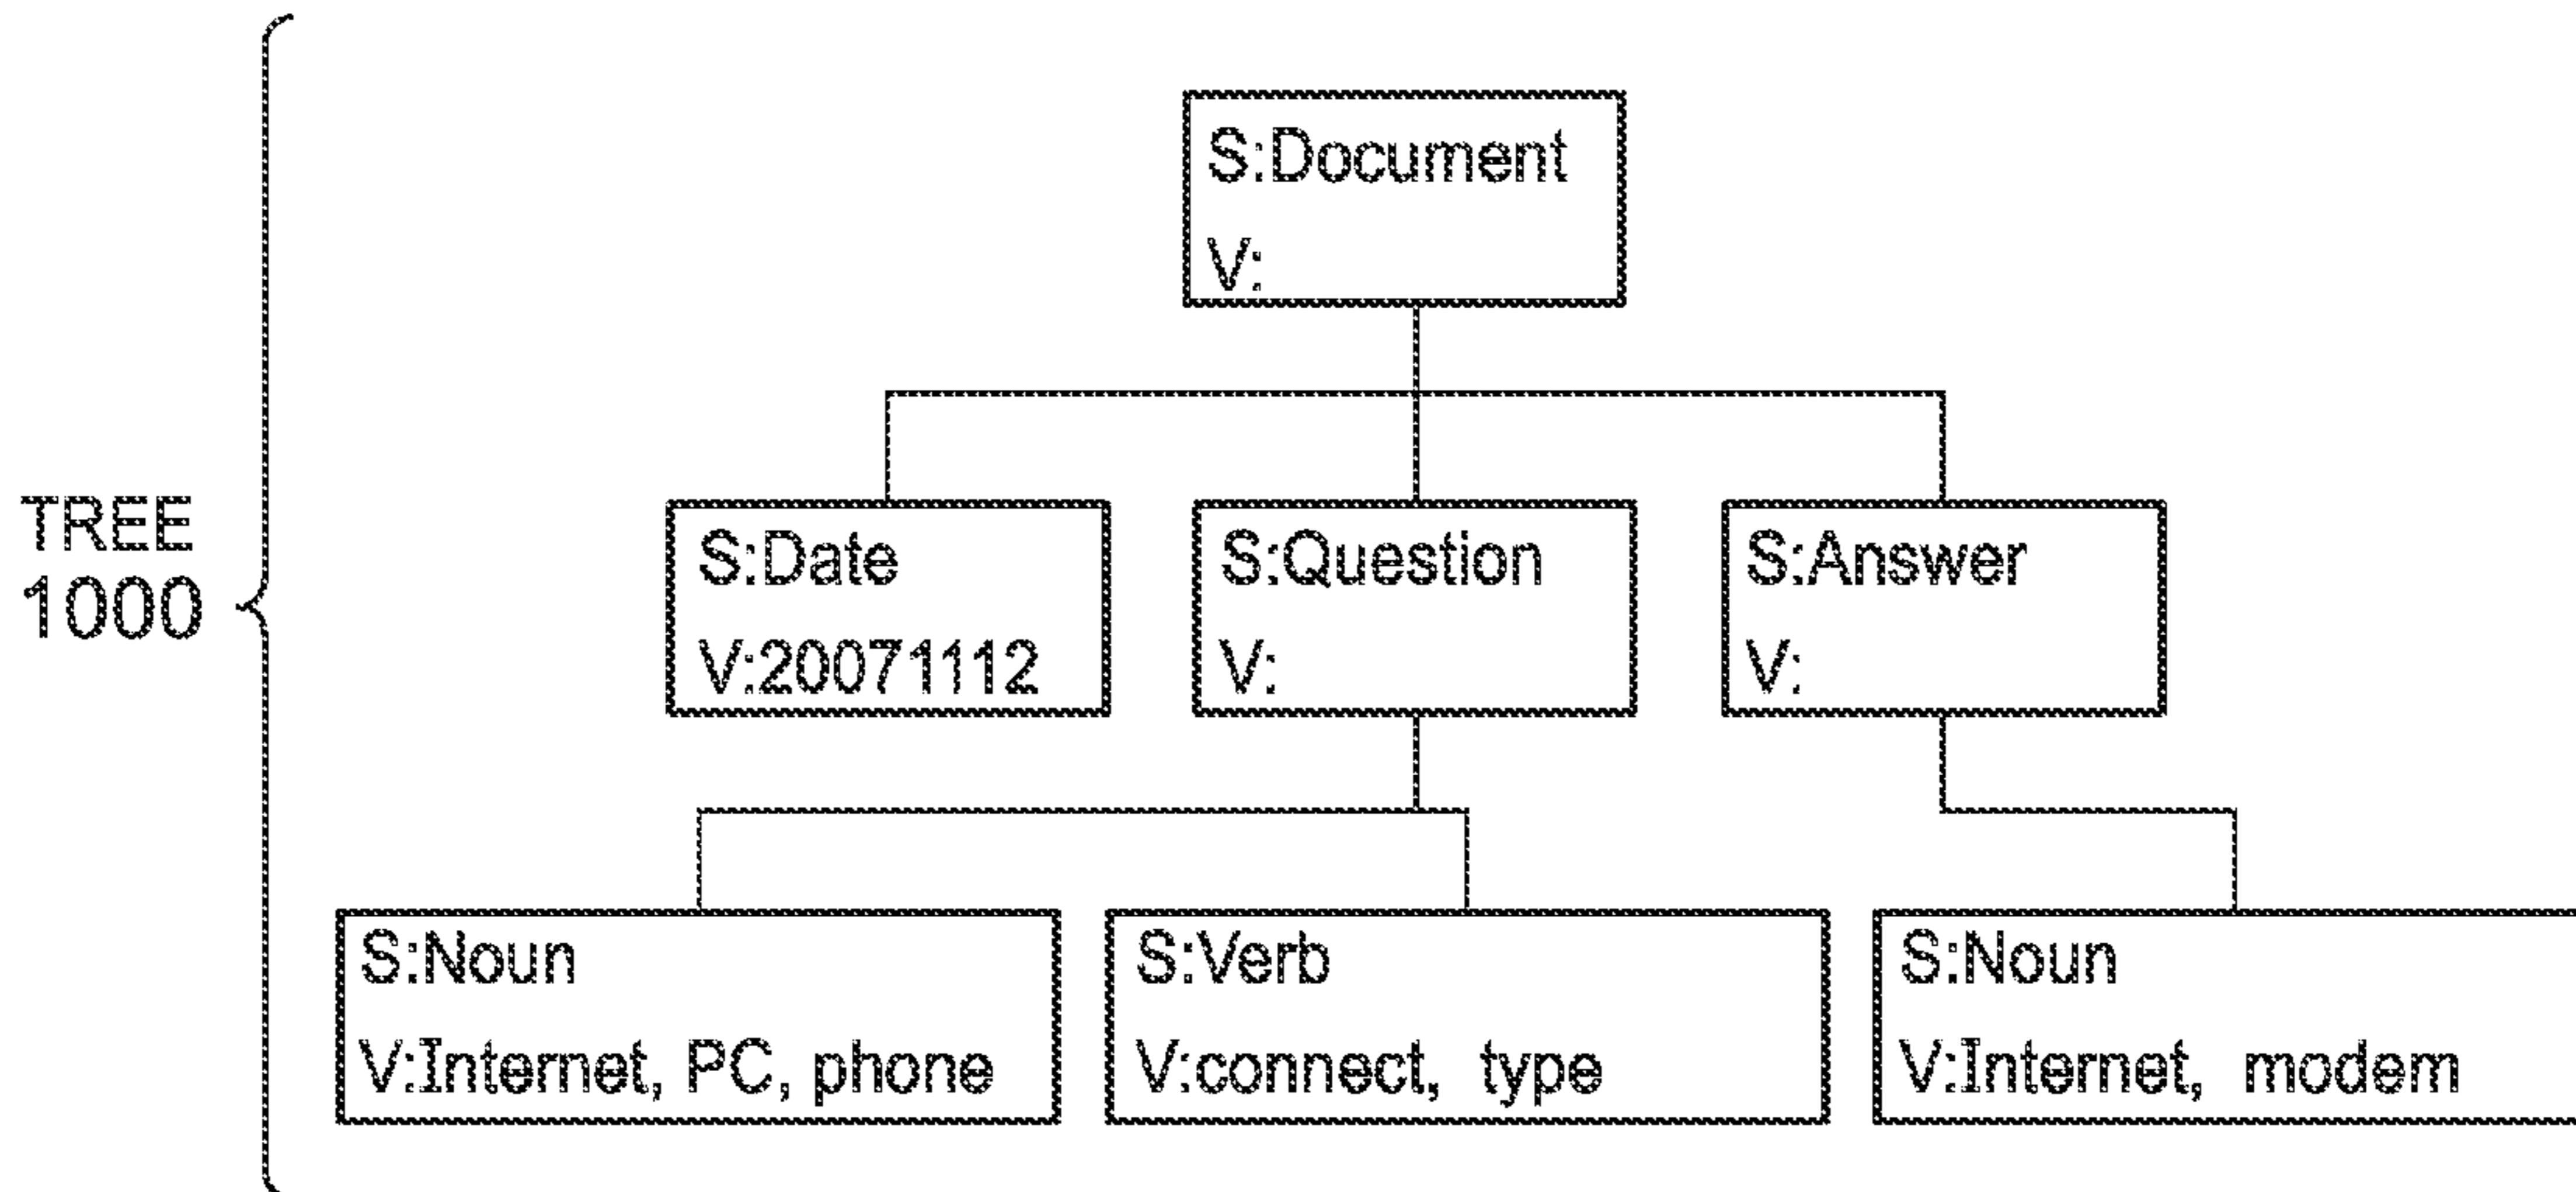 S:Document
V:
TREE
1000
S:Date
V:20071112
S:Question
V:
S:Answer
V:
S:Noun
V:Internet, PC, phone
S:Verb
V:connect, type
S:Noun
V:Internet, modem